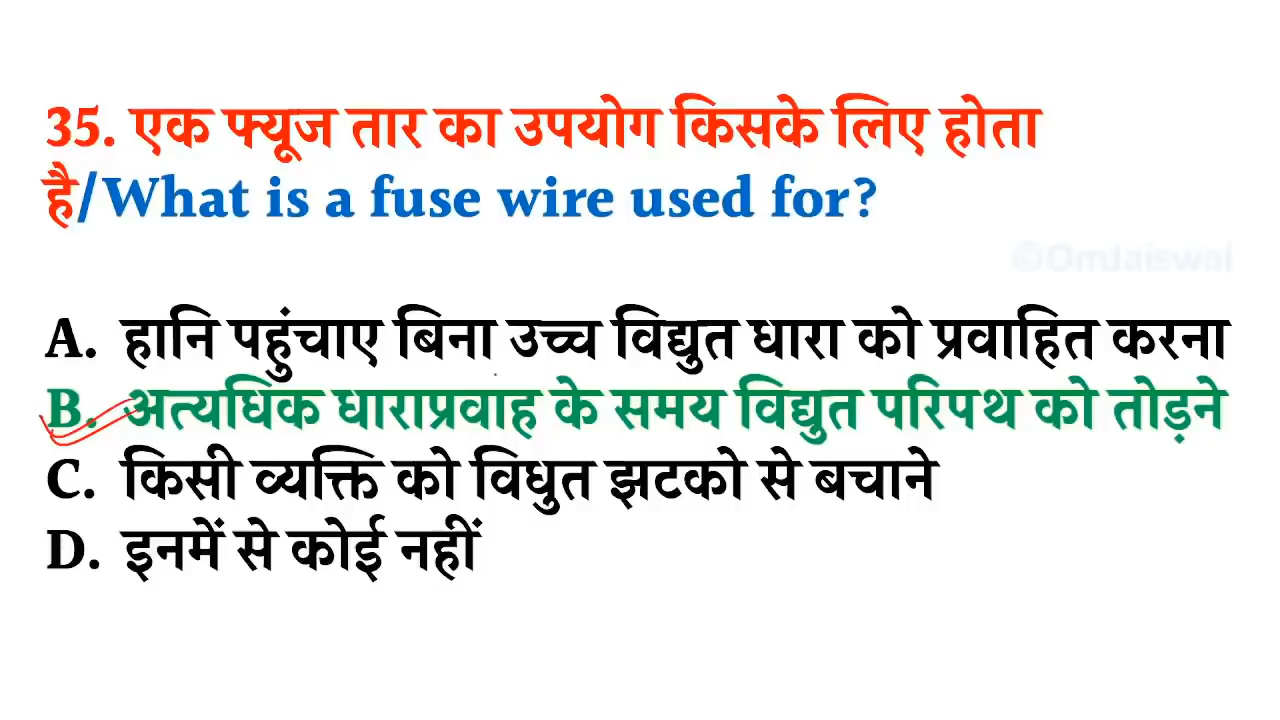 35. एक फ्यूज तार का उपयोग किसके लिए होता
है/What is a fuse wire used for?
©OmJaiswal
A. हानि पहुंचाए बिना उच्च विद्युत धारा को प्रवाहित करना
B. अत्यधिक धाराप्रवाह के समय विद्युत परिपथ को तोड़ने
C. किसी व्यक्ति को विधुत झटको से बचाने
D. इनमें से कोई नहीं